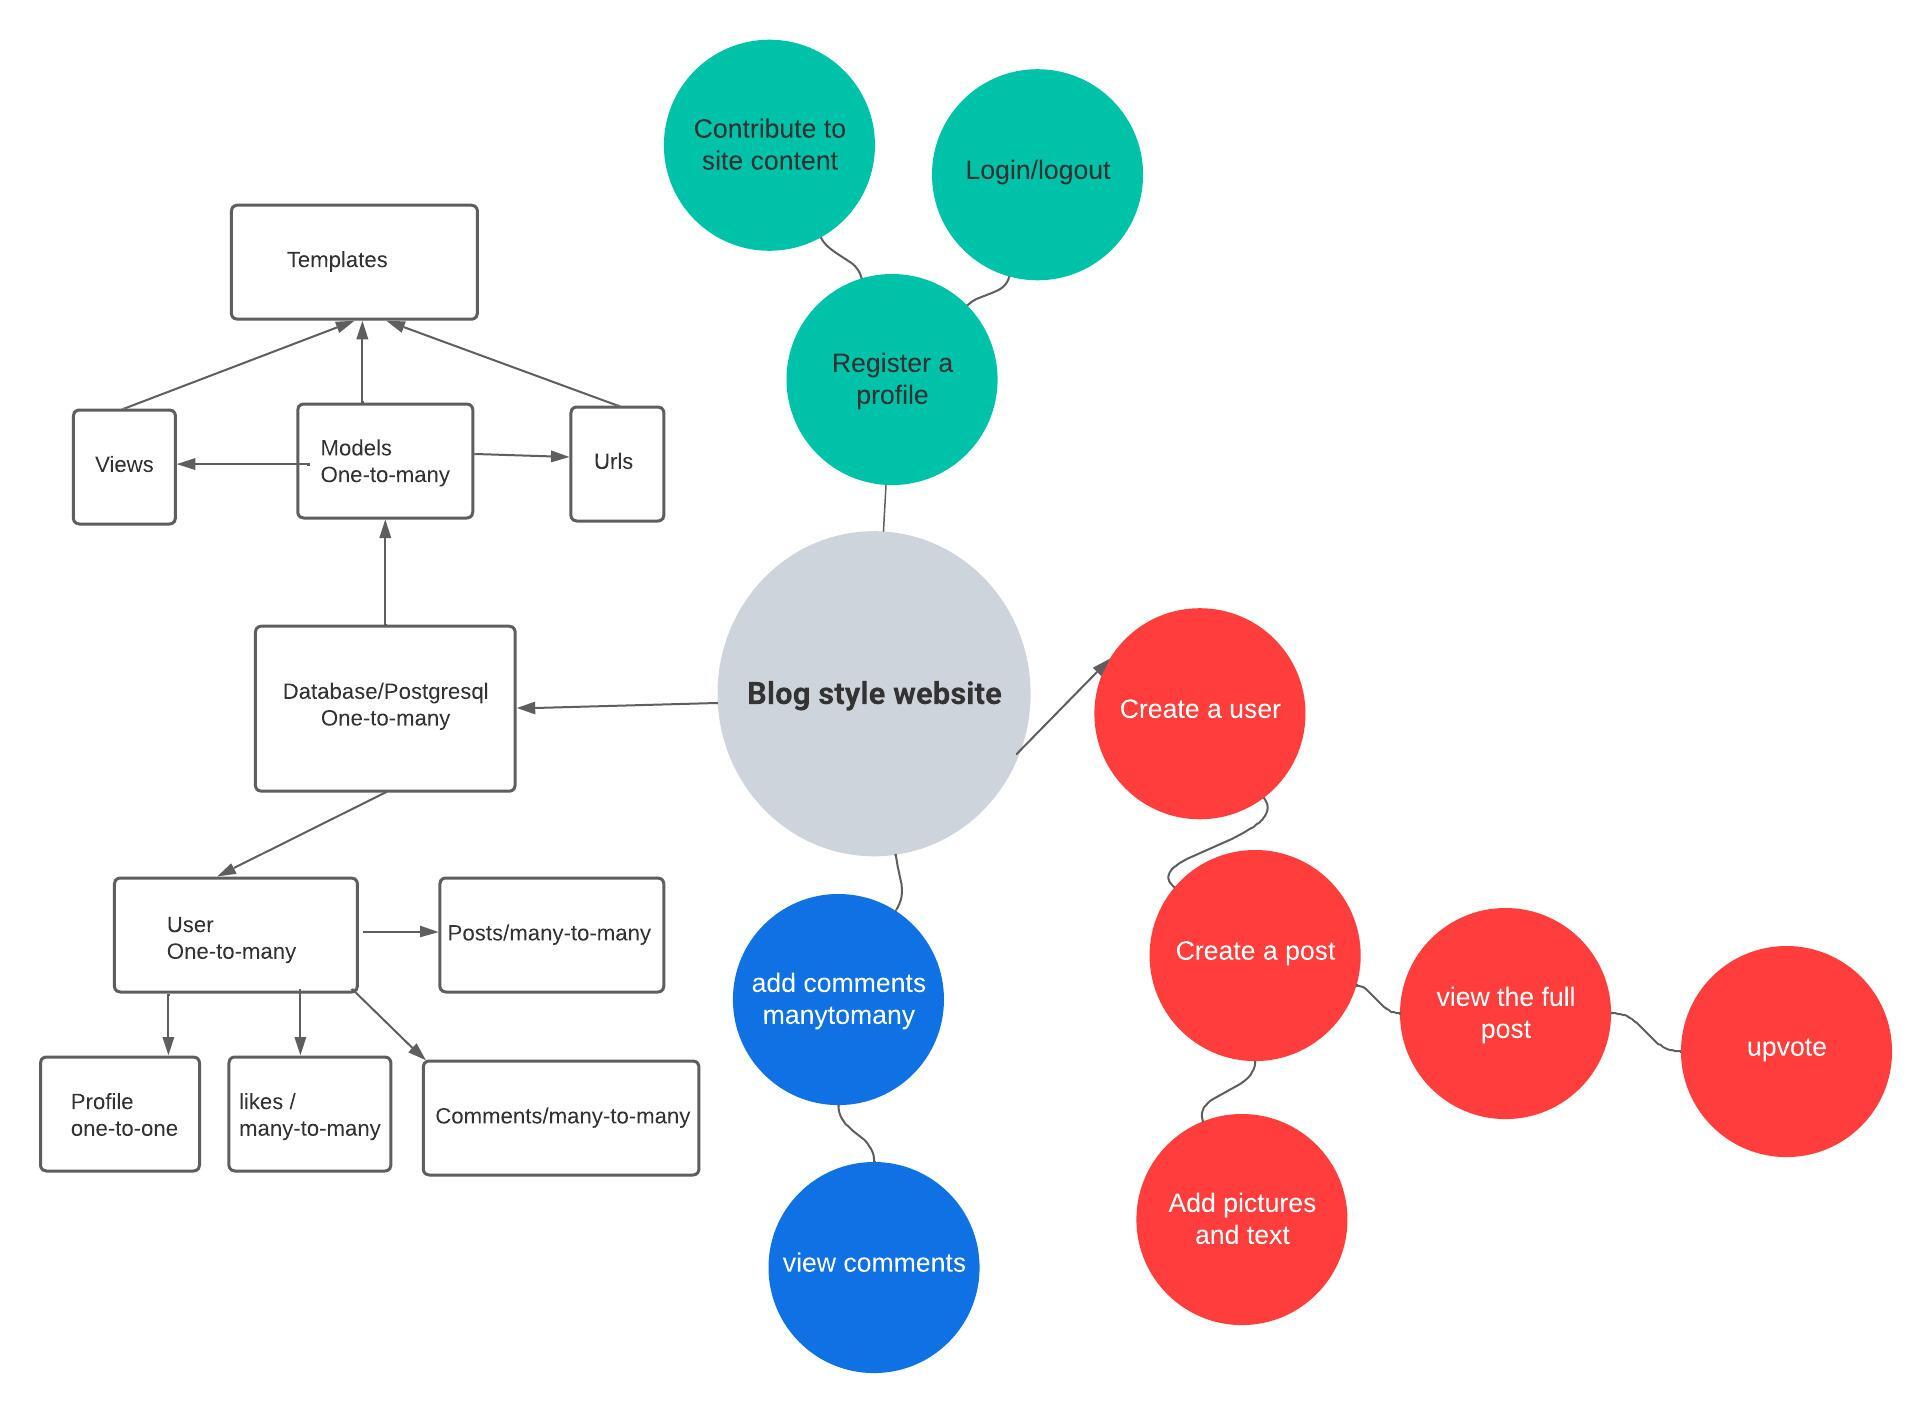 Contribute to
site content
Login/logout
Templates
Register a
profile
Views
Models
One-to-many
Urls
Database/Postgresql
One-to-many
Blog style website
Create a user
User
One-to-many
Posts/many-to-many
add comments
manytomany
Create a post
view the full
post
upvote
Profile
one-to-one
likes /
many-to-many
Comments/many-to-many
Add pictures
and text
view comments